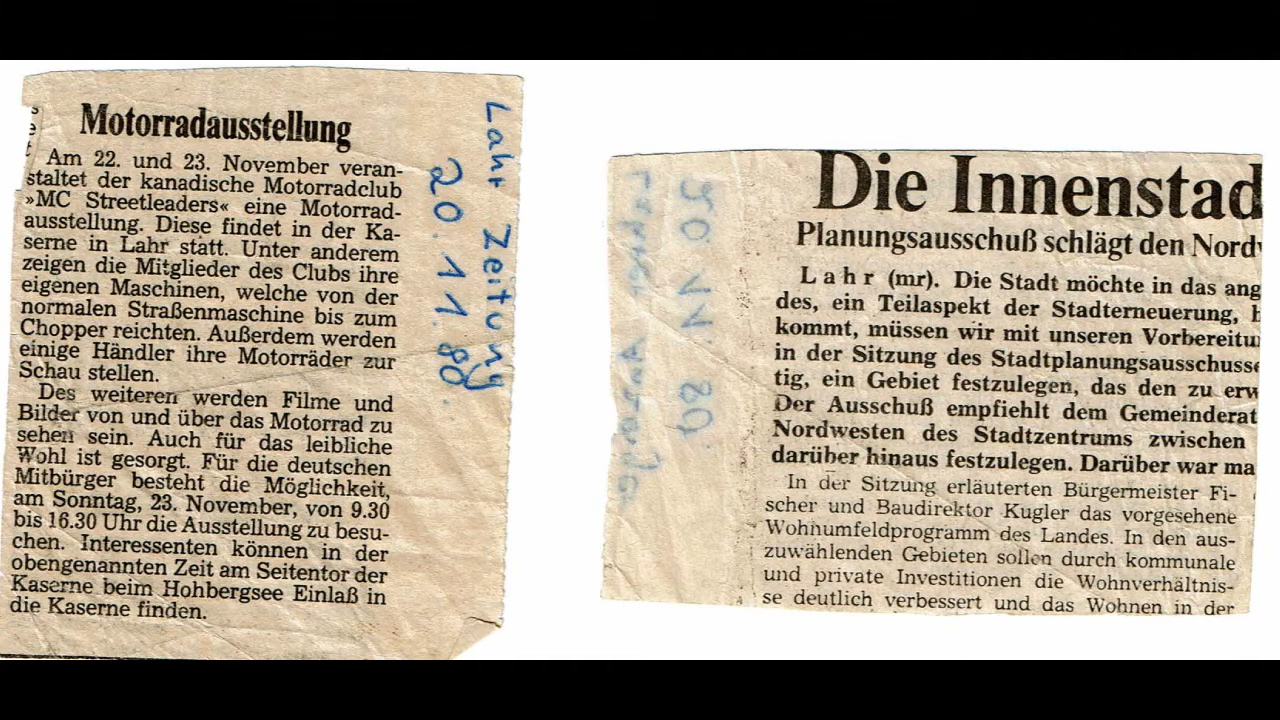 Motorradausstellung
Am 22. und 23. November veran-
staltet der kanadische Motorradclub
»MC Streetleaders« eine Motorrad-
ausstellung. Diese findet in der Ka-
serne in Lahr statt. Unter anderem
zeigen die Mitglieder des Clubs ihre
eigenen Maschinen, welche von der
normalen Straßenmaschine bis zum
Chopper reichten. Außerdem werden
einige Händler ihre Motorräder zur
Schau stellen.
Des weiteren werden Filme und
Bilder von und über das Motorrad zu
sehen sein. Auch für das leibliche
Wohl ist gesorgt. Für die deutschen
Mitbürger besteht die Möglichkeit,
am Sonntag, 23. November, von 9.30
bis 16.30 Uhr die Ausstellung zu besu-
chen. Interessenten können in der
obengenannten Zeit am Seitentor der
Kaserne beim Hohbergsee Einlaß in
die Kaserne finden.
Lahr Zeitung
20.11.80.
20.11.80
Die Innenstad
Planungsausschuß schlägt den Nordw
Lahr (mr). Die Stadt möchte in das ang
des, ein Teilaspekt der Stadterneuerung,
kommt, müssen wir mit unseren Vorbereitu
in der Sitzung des Stadtplanungsausschusse
tig, ein Gebiet festzulegen, das den zu erw
Der Ausschuß empfiehlt dem Gemeinderat
Nordwesten des Stadtzentrums zwischen
darüber hinaus festzulegen. Darüber war ma
In der Sitzung erläuterten Bürgermeister Fi-
scher und Baudirektor Kugler das vorgesehene
Wohnumfeldprogramm des Landes. In den aus-
zuwählenden Gebieten sollen durch kommunale
und private Investitionen die Wohnverhältnis-
se deutlich verbessert und das Wohnen in der